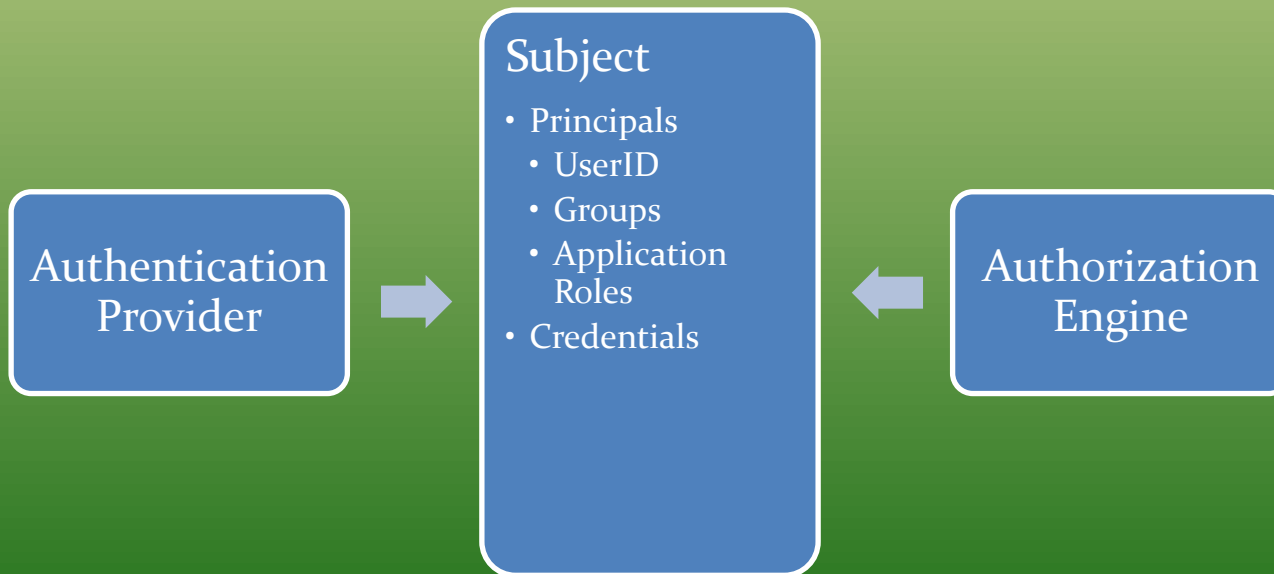 Authentication
Provider
Subject
• Principals
• UserID
• Groups
• Application
Roles
• Credentials
Authorization
Engine